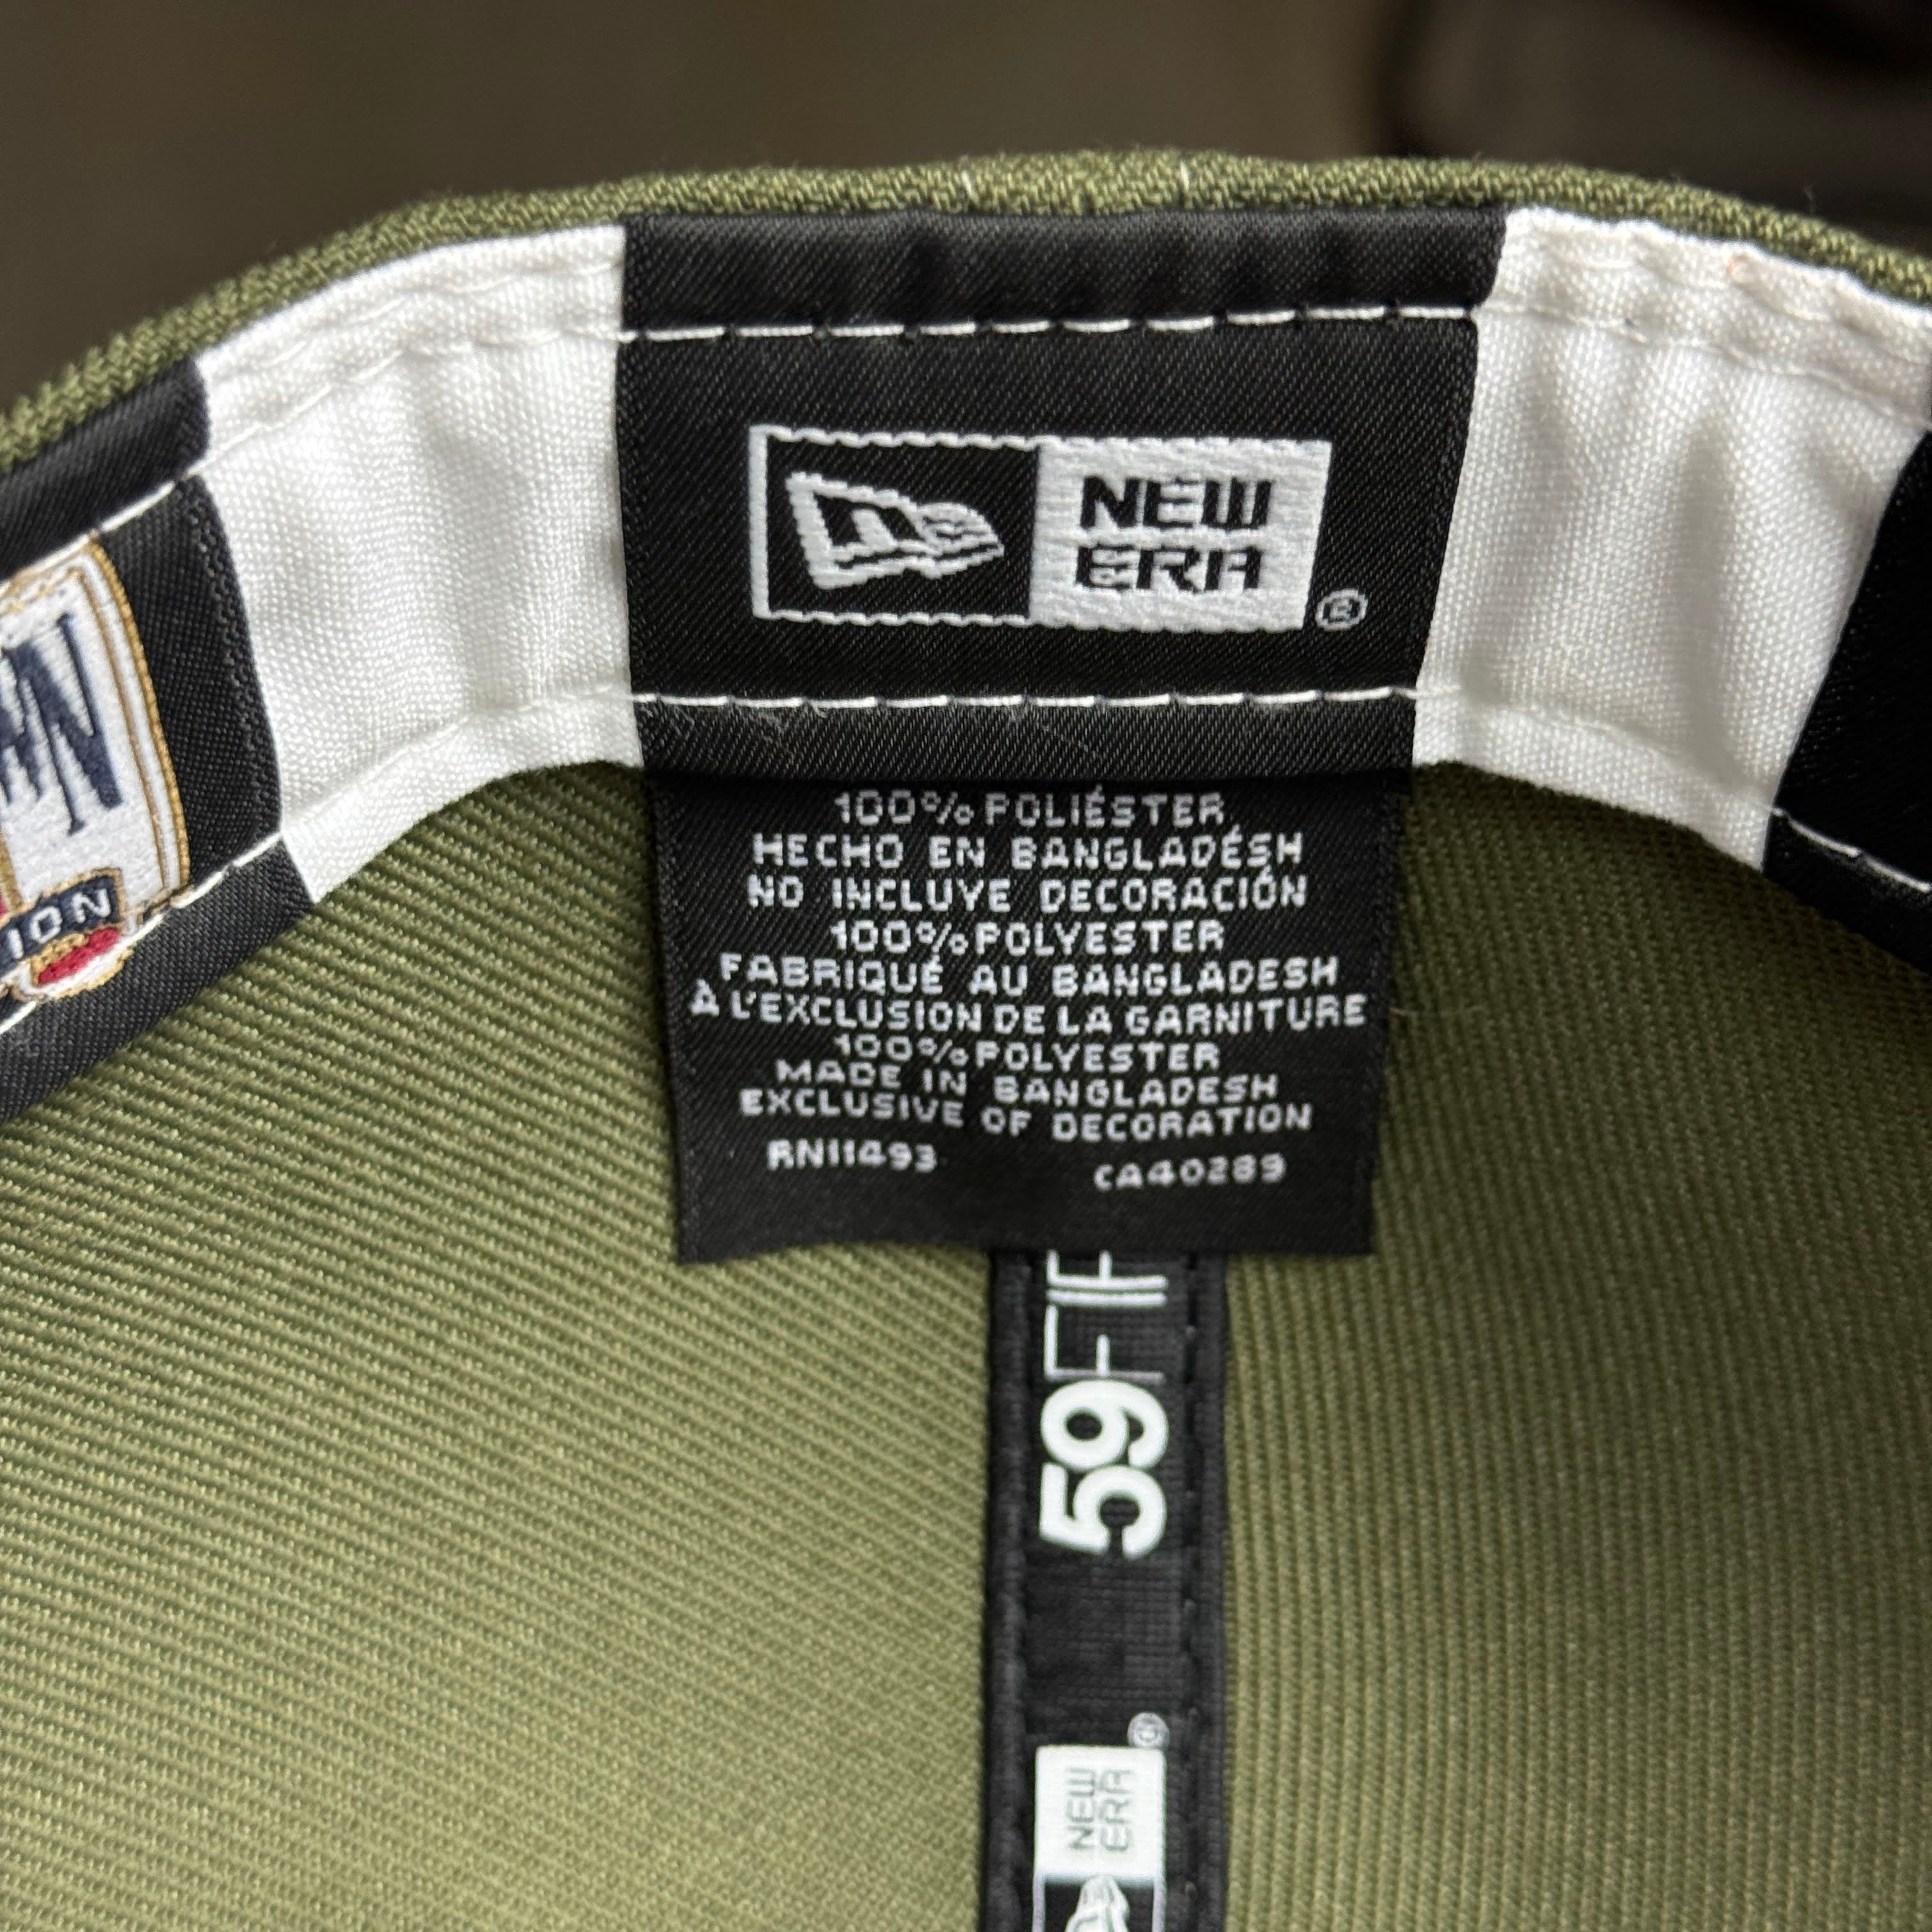 NEW
ERA
®
100% POLIÉSTER
HECHO EN BANGLADÉSH
NO INCLUYE DECORACIÓN
100% POLYESTER
FABRIQUÉ AU BANGLADESH
À L'EXCLUSION DE LA GARNITURE
100% POLYESTER
MADE IN BANGLADESH
EXCLUSIVE OF DECORATION
RN11493 CA40289
59FIF
NEW
ERA
®